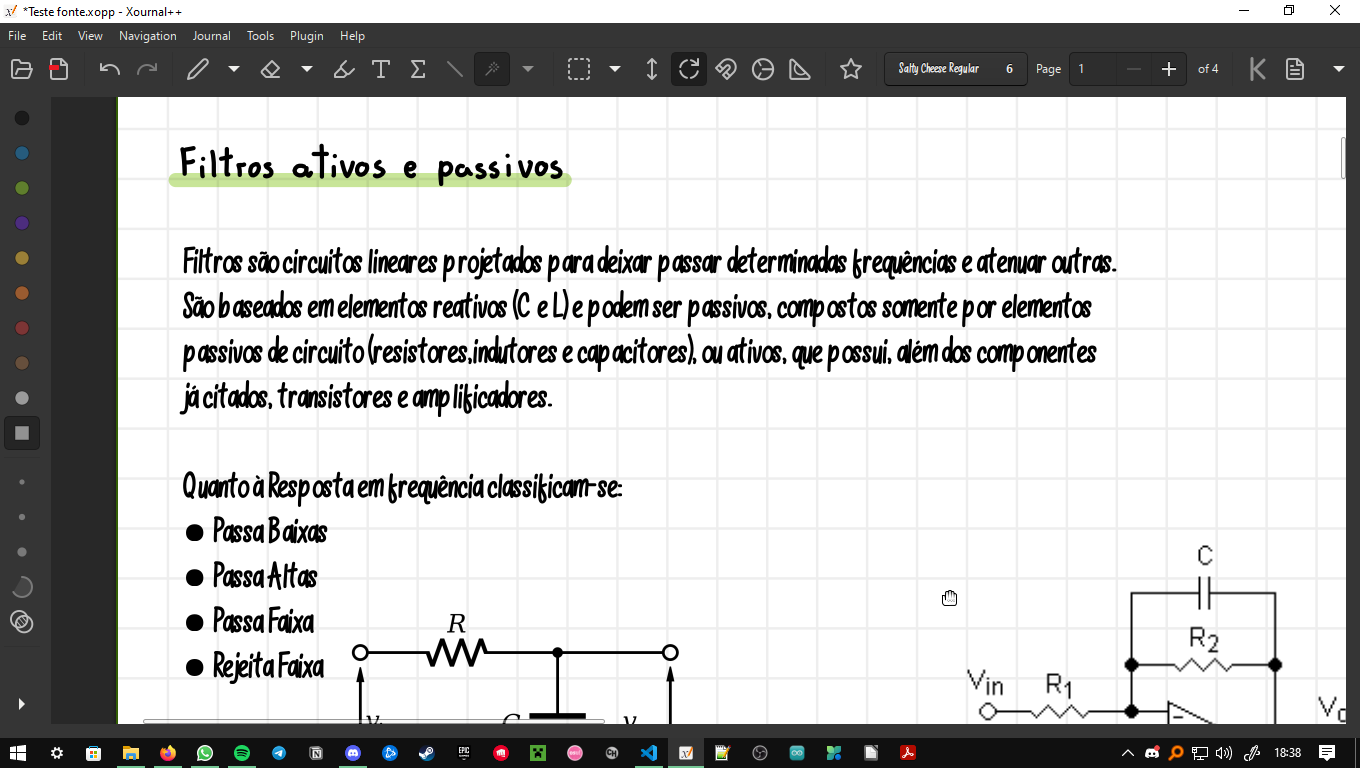 *Teste fonte.xopp - Xournal++
File Edit View Navigation Journal Tools Plugin Help
Salty Cheese Regular 6 Page 1 of 4
Filtros ativos e passivos
Filtros são circuitos lineares projetados para deixar passar determinadas frequências e atenuar outras.
São baseados em elementos reativos (C e L) e podem ser passivos, compostos somente por elementos
passivos de circuito (resistores,indutores e capacitores), ou ativos, que possui, além dos componentes
já citados, transistores e amplificadores.
Quanto à Resposta em frequência classificam-se:
● Passa Baixas
● Passa Altas
● Passa Faixa
● Rejeita Faixa
R
C
R2
Vin
R1
18:38